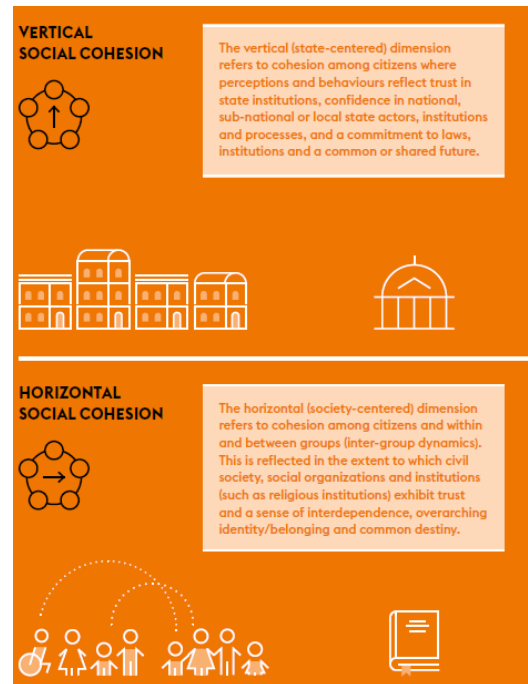 VERTICAL
SOCIAL COHESION
The vertical (state-centered) dimension
refers to cohesion among citizens where
perceptions and behaviours reflect trust in
state institutions, confidence in national,
sub-national or local state actors, institutions
and processes, and a commitment to laws,
institutions and a common or shared future.
HORIZONTAL
SOCIAL COHESION
The horizontal (society-centered) dimension
refers to cohesion among citizens and within
and between groups (inter-group dynamics).
This is reflected in the extent to which civil
society, social organizations and institutions
(such as religious institutions) exhibit trust
and a sense of interdependence, overarching
identity/belonging and common destiny.